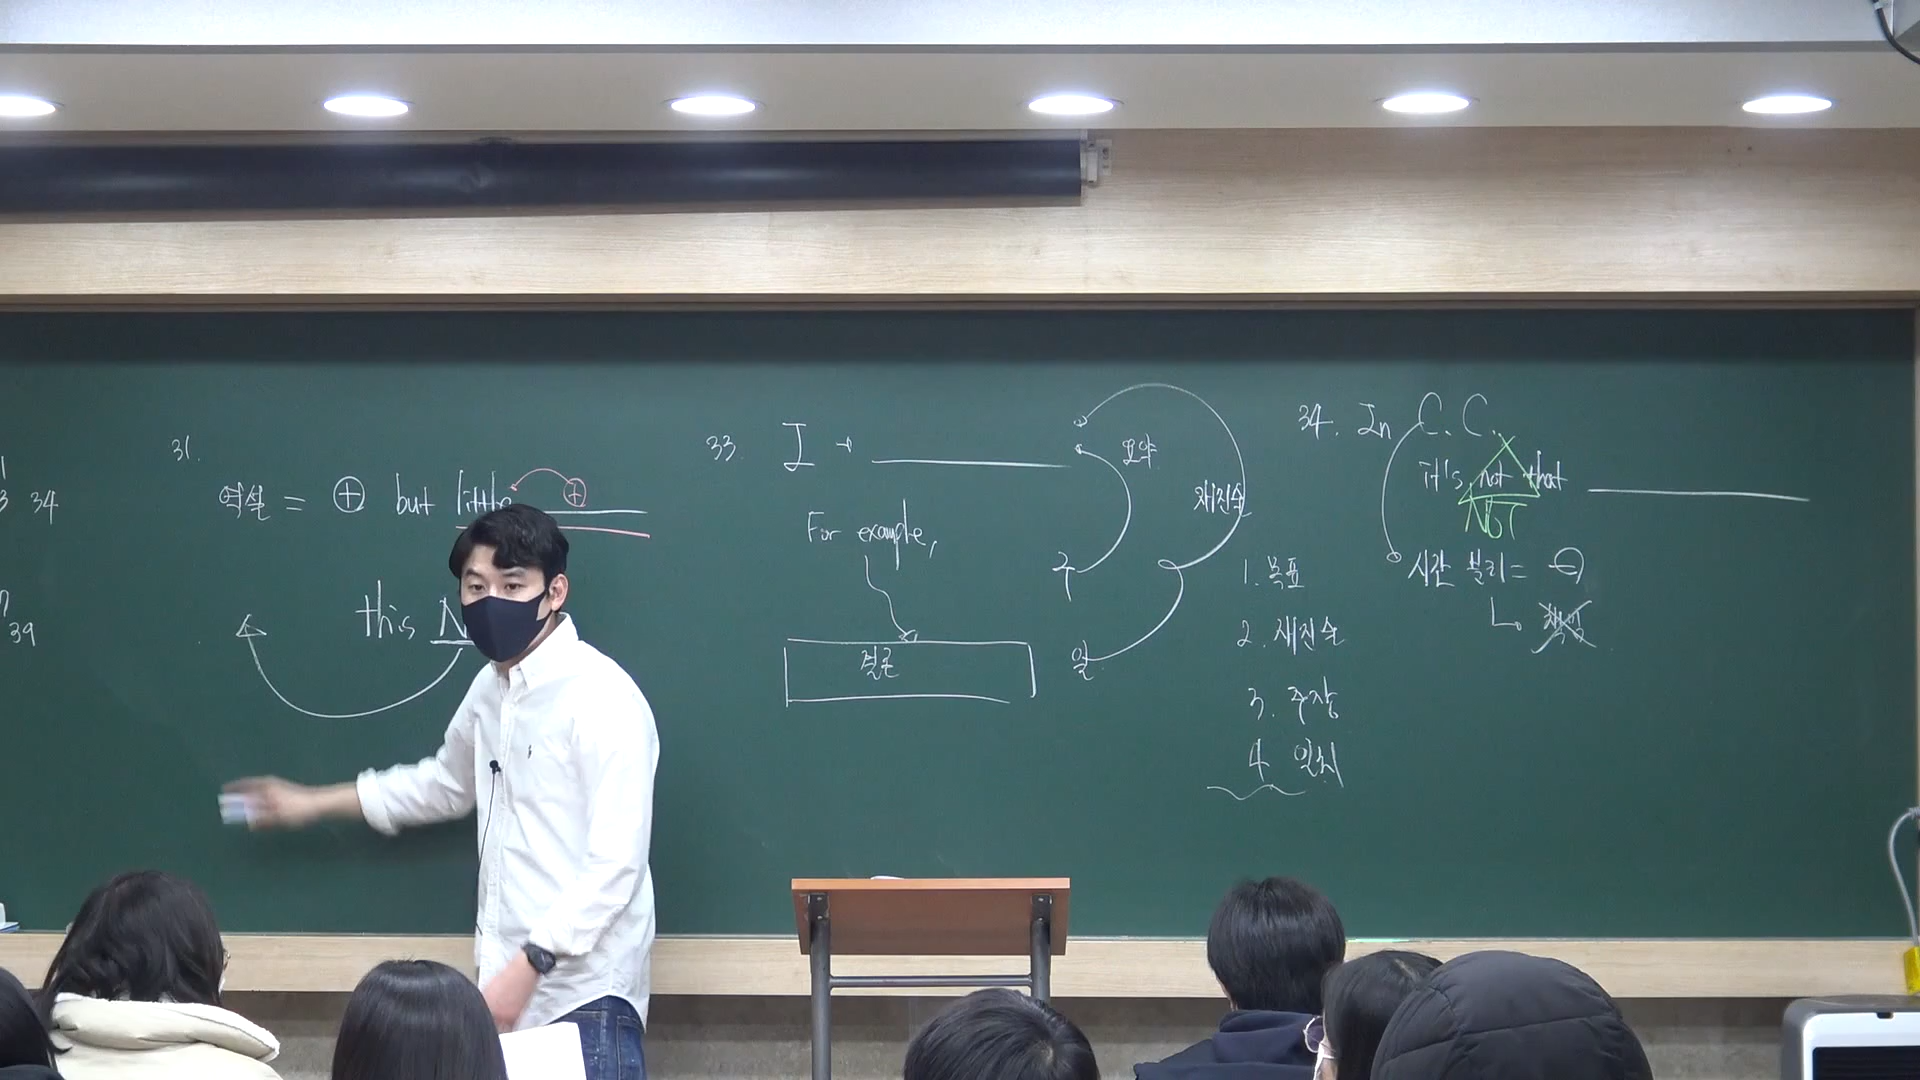 34
39
31.
역설 = ⊕ but little ⊕
this N
33. I →
요약
재진술
For example,
주
결론
일
1. 목표
2. 재진술
3. 주장
4 일치
34. In C. C.,
it's not that
NOT
시간 분리 = ⊖